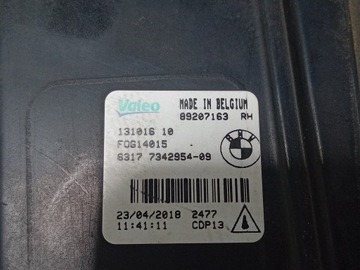 Valeo MADE IN BELGIUM
89207163 RH
131016 10
FOG14015
6317 7342954-09
23/04/2018 2477
11:41:11 CDP13